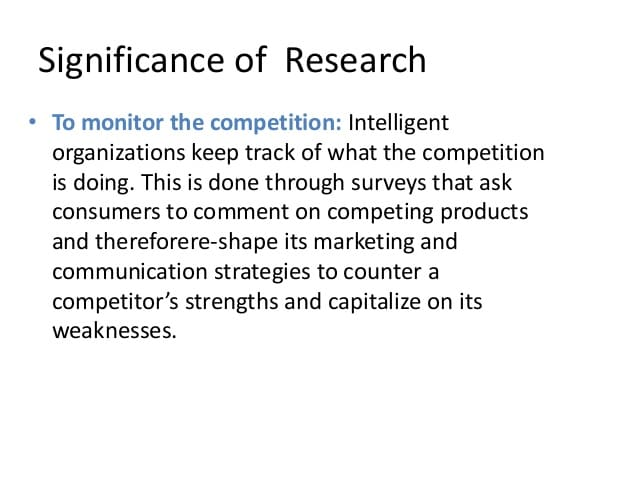 Significance of  Research
• To monitor the competition: Intelligent
organizations keep track of what the competition
is doing. This is done through surveys that ask
consumers to comment on competing products
and thereforere-shape its marketing and
communication strategies to counter a
competitor’s strengths and capitalize on its
weaknesses.